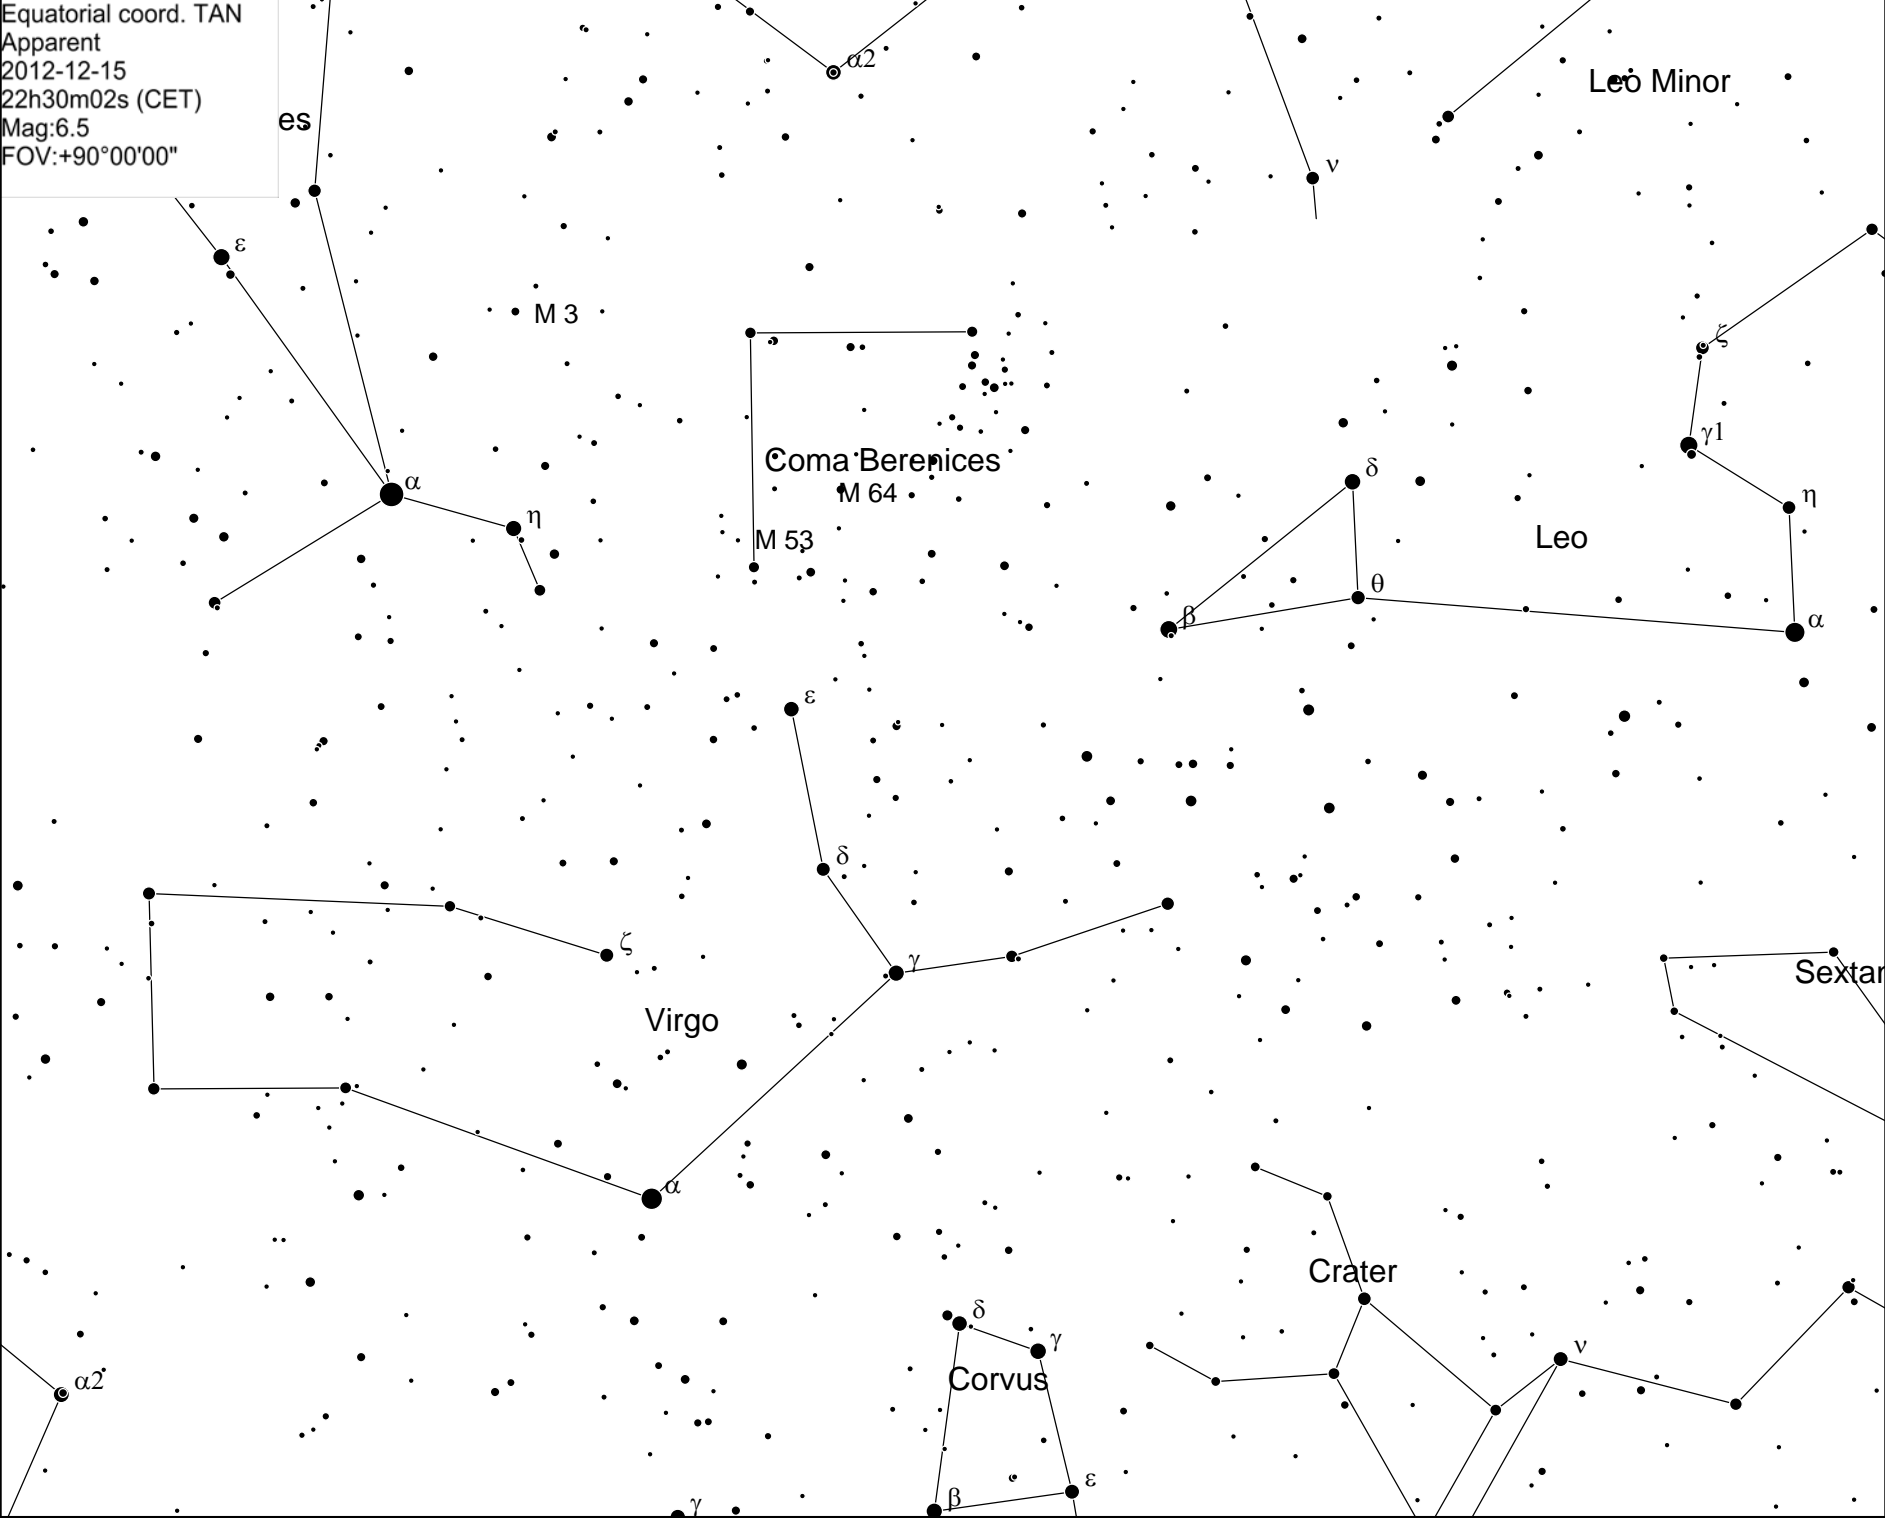 Equatorial coord. TAN
Apparent
2012-12-15
22h30m02s (CET)
Mag:6.5
FOV:+90°00'00"
es
α2
Leo Minor
ν
ε
M 3
ζ
γ1
Coma Berenices
δ
α
M 64
η
η
M 53
Leo
θ
β
α
ε
δ
ζ
γ
Sextar
Virgo
α
Crater
δ
γ
ν
α2
Corvus
ε
β
γ